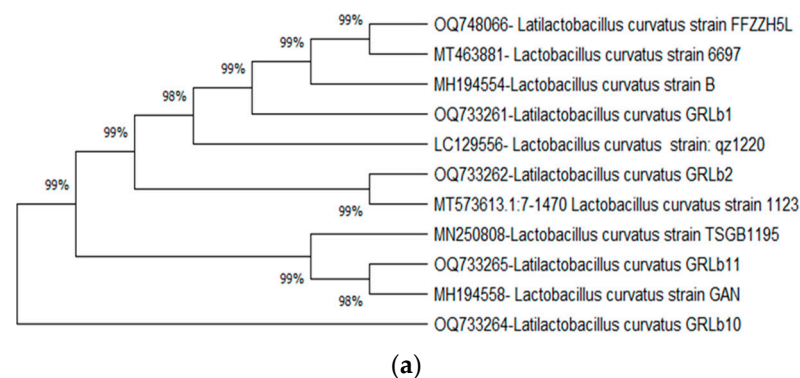 99%
OQ748066- Latilactobacillus curvatus strain FFZZH5L
99%
MT463881- Lactobacillus curvatus strain 6697
99%
MH194554-Lactobacillus curvatus strain B
98%
OQ733261-Latilactobacillus curvatus GRLb1
99%
LC129556- Lactobacillus curvatus strain: qz1220
99%
OQ733262-Latilactobacillus curvatus GRLb2
99%
MT573613.1:7-1470 Lactobacillus curvatus strain 1123
MN250808-Lactobacillus curvatus strain TSGB1195
99%
OQ733265-Latilactobacillus curvatus GRLb11
98%
MH194558- Lactobacillus curvatus strain GAN
OQ733264-Latilactobacillus curvatus GRLb10
(a)